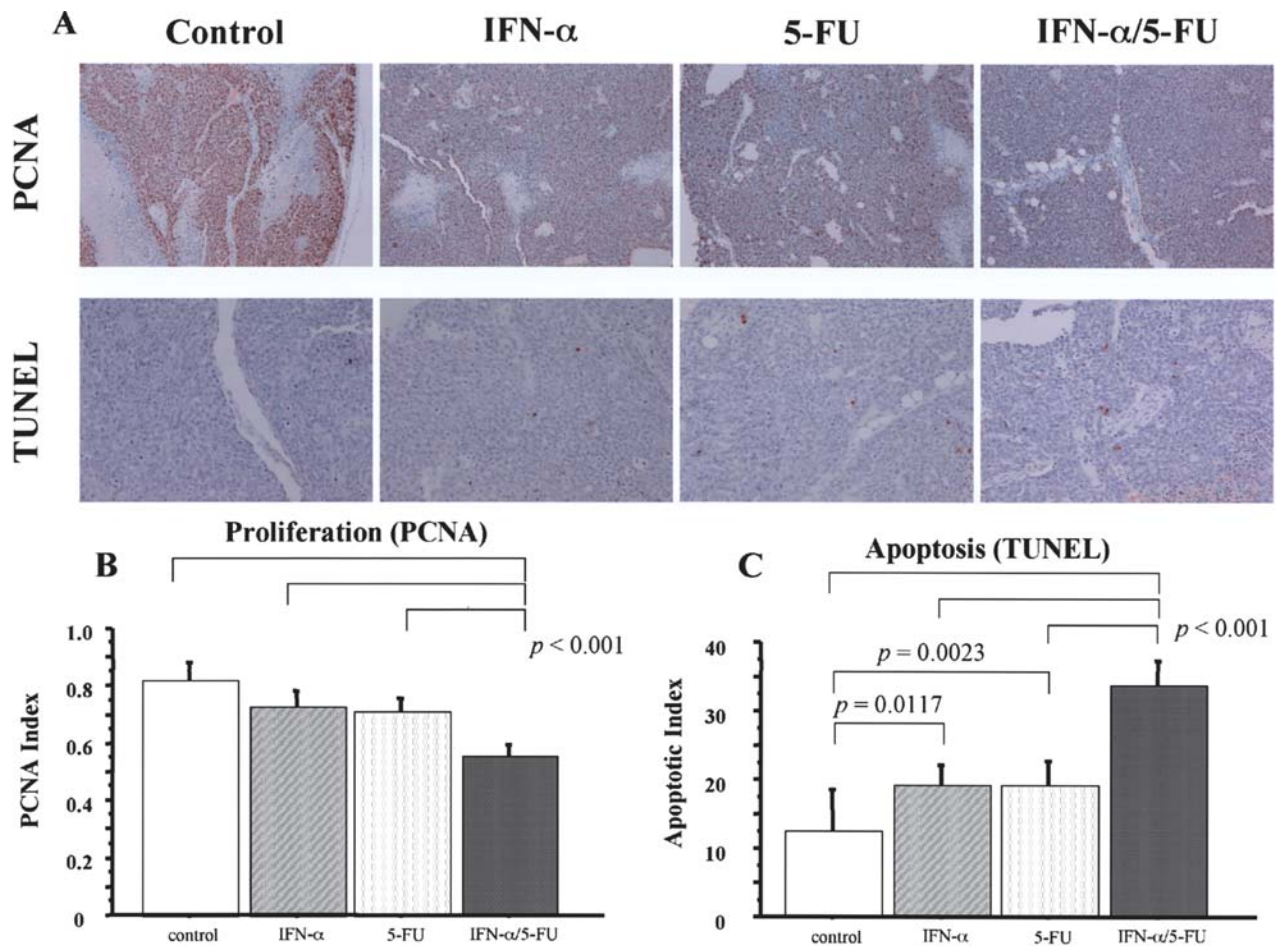 A
Control IFN-α 5-FU IFN-α/5-FU
PCNA
TUNEL
B
Proliferation (PCNA)
p < 0.001
PCNA Index
1.0
0.8
0.6
0.4
0.2
0
control IFN-α 5-FU IFN-α/5-FU
C
Apoptosis (TUNEL)
p < 0.001
p = 0.0023
p = 0.0117
Apoptotic Index
40
30
20
10
0
control IFN-α 5-FU IFN-α/5-FU